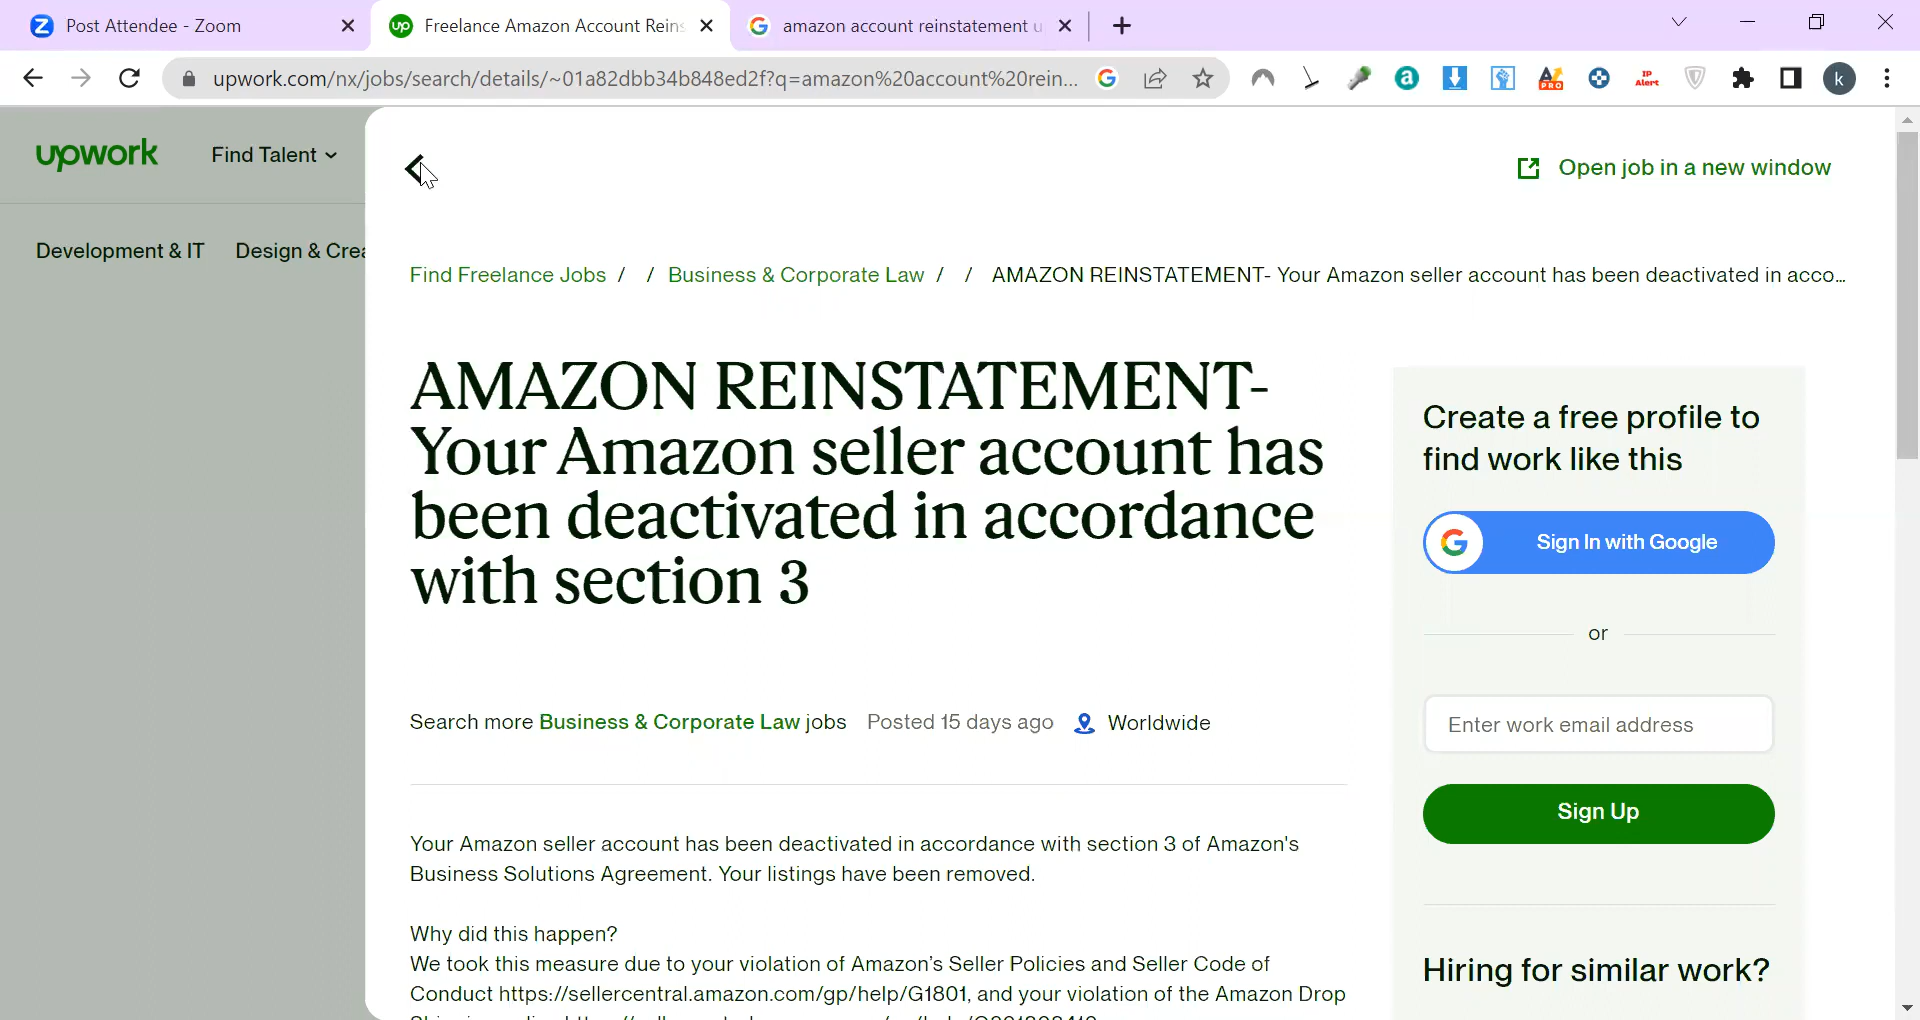 Post Attendee - Zoom
Freelance Amazon Account Reins
amazon account reinstatement u
upwork.com/nx/jobs/search/details/~01a82dbb34b848ed2f?q=amazon%20account%20rein...
PRO
IP Alert
k
upwork
Find Talent
Open job in a new window
Development & IT
Design & Crea
Find Freelance Jobs / / Business & Corporate Law / / AMAZON REINSTATEMENT- Your Amazon seller account has been deactivated in acco...
AMAZON REINSTATEMENT-
Your Amazon seller account has
been deactivated in accordance
with section 3
Create a free profile to
find work like this
Sign In with Google
or
Search more Business & Corporate Law jobs Posted 15 days ago Worldwide
Enter work email address
Sign Up
Your Amazon seller account has been deactivated in accordance with section 3 of Amazon's
Business Solutions Agreement. Your listings have been removed.
Why did this happen?
We took this measure due to your violation of Amazon’s Seller Policies and Seller Code of
Conduct https://sellercentral.amazon.com/gp/help/G1801, and your violation of the Amazon Drop
Hiring for similar work?